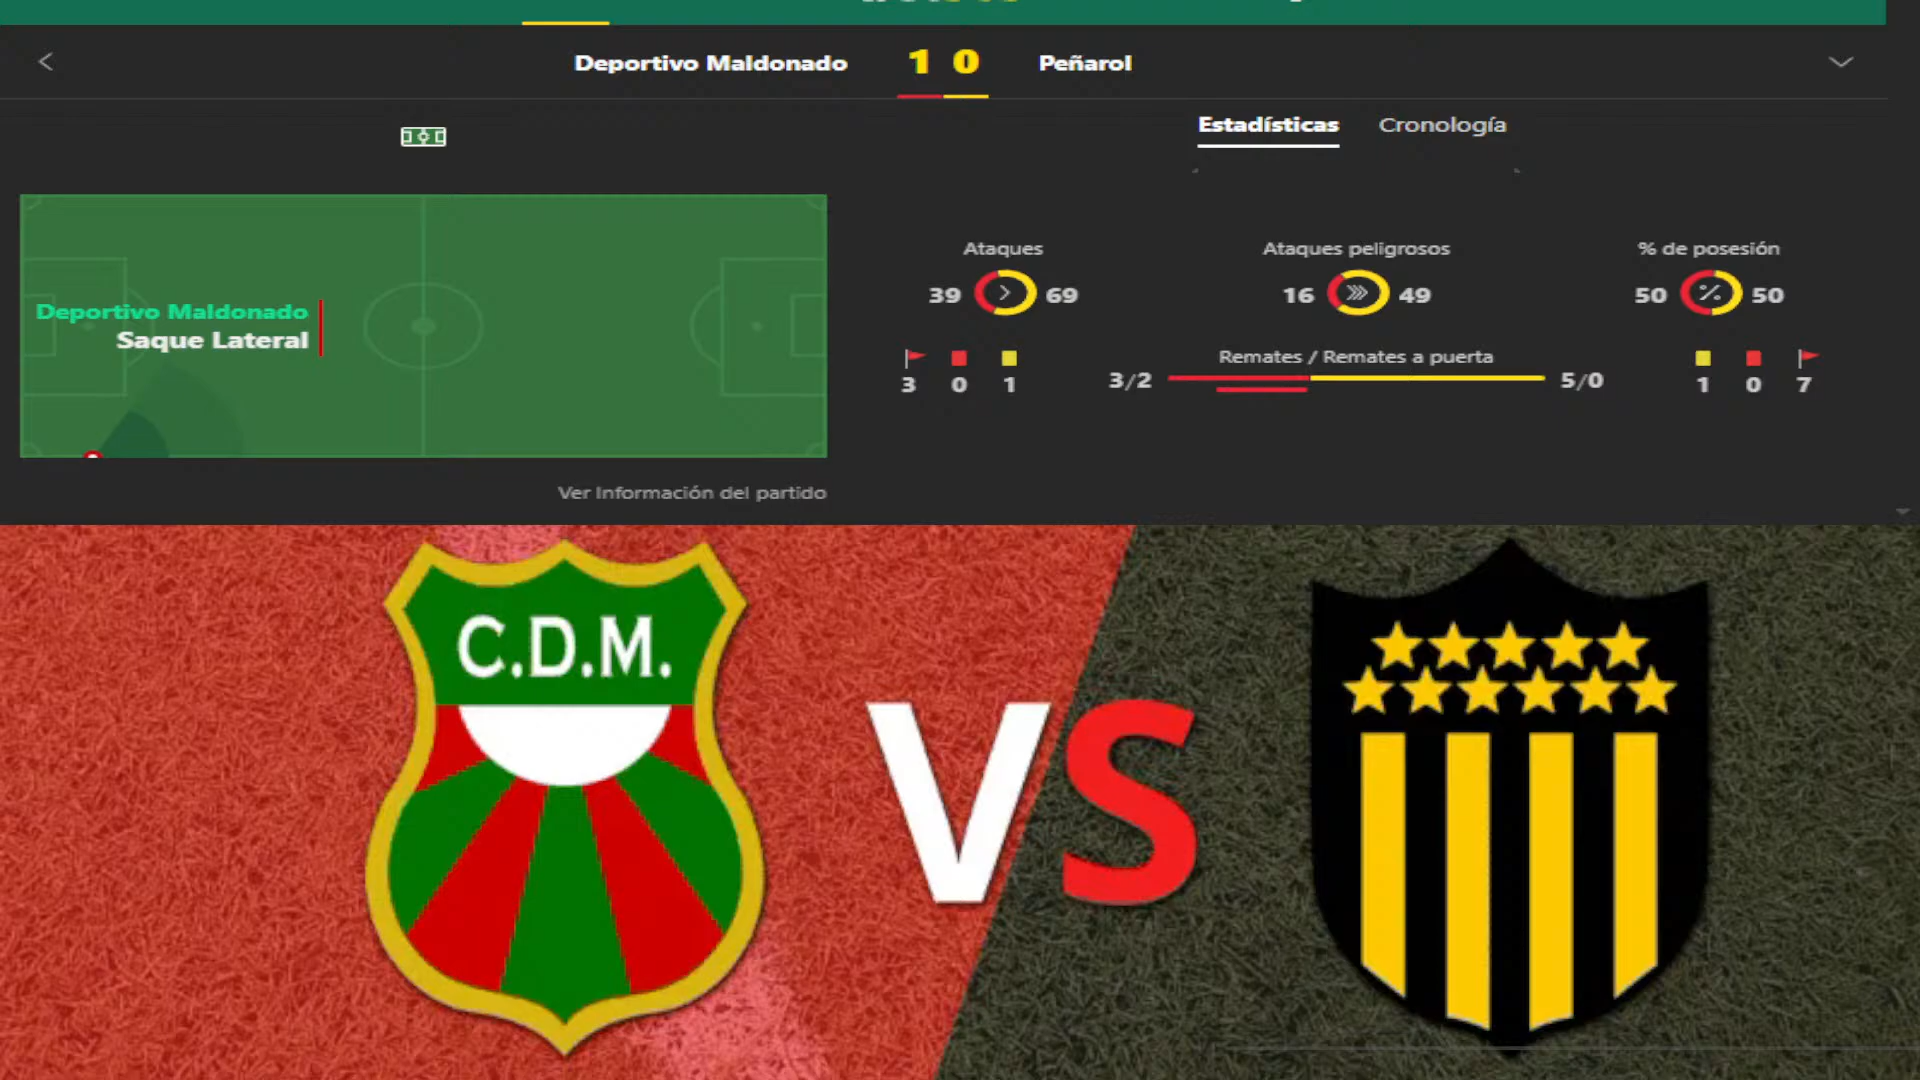 Deportivo Maldonado 1 0 Peñarol
Estadísticas Cronología
Deportivo Maldonado
Saque Lateral
Ataques Ataques peligrosos % de posesión
39 69 16 49 50 50
Remates / Remates a puerta
3 0 1 3/2 5/0 1 0 7
Ver Información del partido
C.D.M.
VS